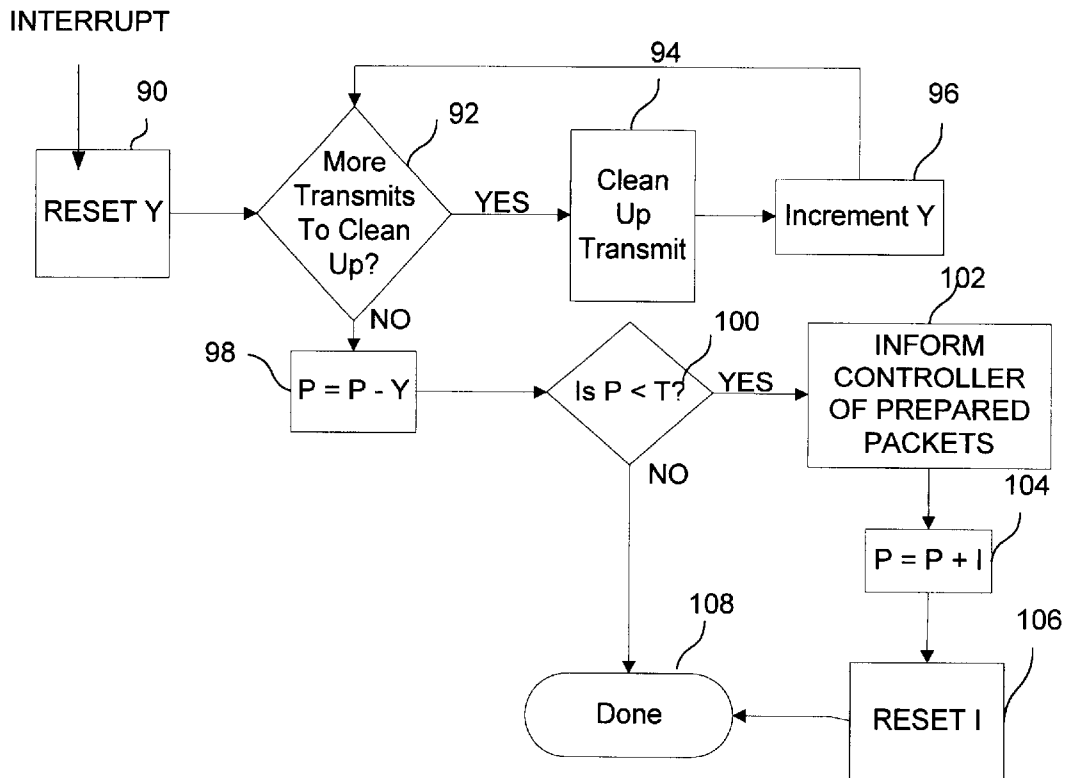 INTERRUPT
90
RESET Y
92
More
Transmits
To Clean
Up?
YES
94
Clean
Up
Transmit
96
Increment Y
NO
98
P = P - Y
100
Is P < T?
YES
NO
102
INFORM
CONTROLLER
OF PREPARED
PACKETS
104
P = P + I
106
RESET I
108
Done